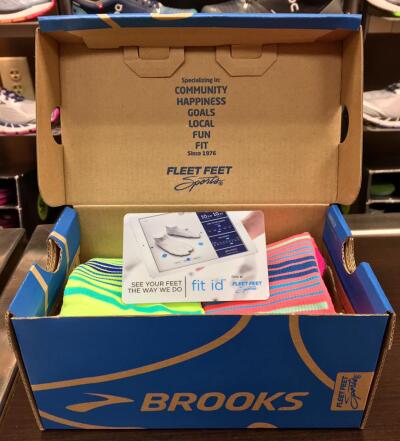 Specializing in:
COMMUNITY
HAPPINESS
GOALS
LOCAL
FUN
FIT
Since 1976
FLEET FEET
Sports
SEE YOUR FEET
THE WAY WE DO
fit id
FLEET FEET
BROOKS
BROOKS
FLEET FEET
Sports